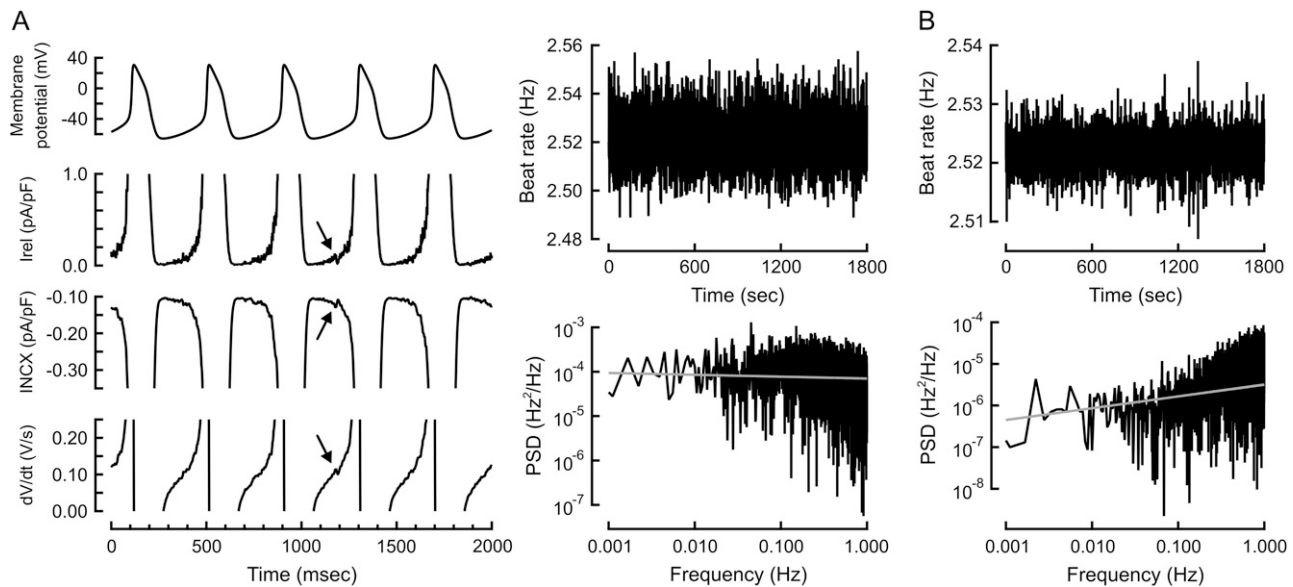 A
Membrane
potential (mV)
40
0
-40
Irel (pA/pF)
1.0
0.0
INCX (pA/pF)
-0.10
-0.20
-0.30
dV/dt (V/s)
0.20
0.10
0.00
0 500 1000 1500 2000
Time (msec)
Beat rate (Hz)
2.56
2.54
2.52
2.50
2.48
0 600 1200 1800
Time (sec)
PSD (Hz²/Hz)
10⁻³
10⁻⁴
10⁻⁵
10⁻⁶
10⁻⁷
0.001 0.010 0.100 1.000
Frequency (Hz)
B
Beat rate (Hz)
2.54
2.53
2.52
2.51
0 600 1200 1800
Time (sec)
PSD (Hz²/Hz)
10⁻⁴
10⁻⁵
10⁻⁶
10⁻⁷
10⁻⁸
0.001 0.010 0.100 1.000
Frequency (Hz)